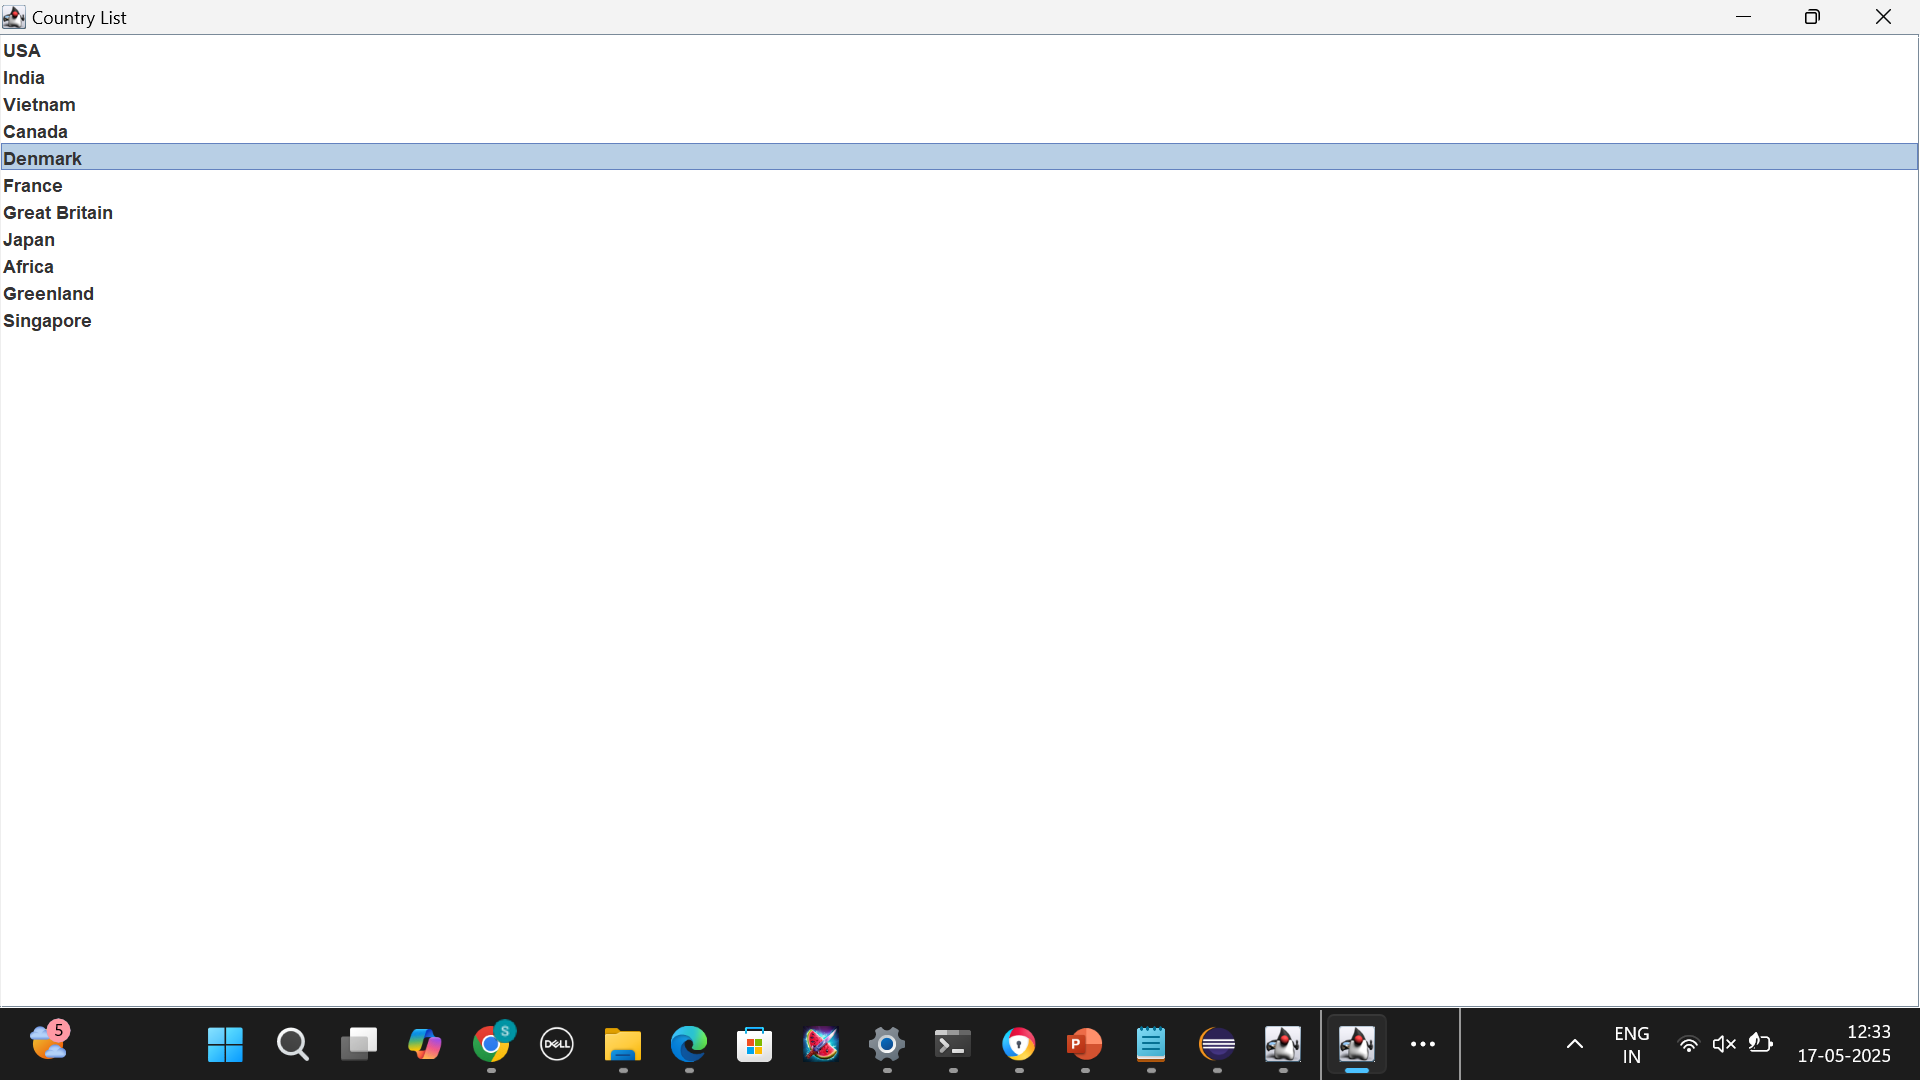 Country List
USA
India
Vietnam
Canada
Denmark
France
Great Britain
Japan
Africa
Greenland
Singapore
5
S
DELL
P
ENG
IN
12:33
17-05-2025